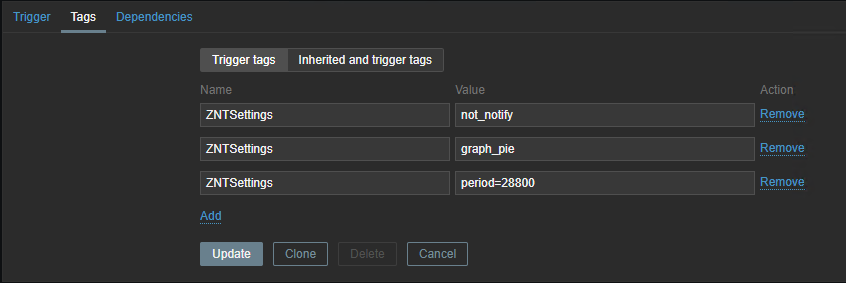 Trigger Tags Dependencies
Trigger tags Inherited and trigger tags
Name Value Action
ZNTSettings not_notify Remove
ZNTSettings graph_pie Remove
ZNTSettings period=28800 Remove
Add
Update Clone Delete Cancel